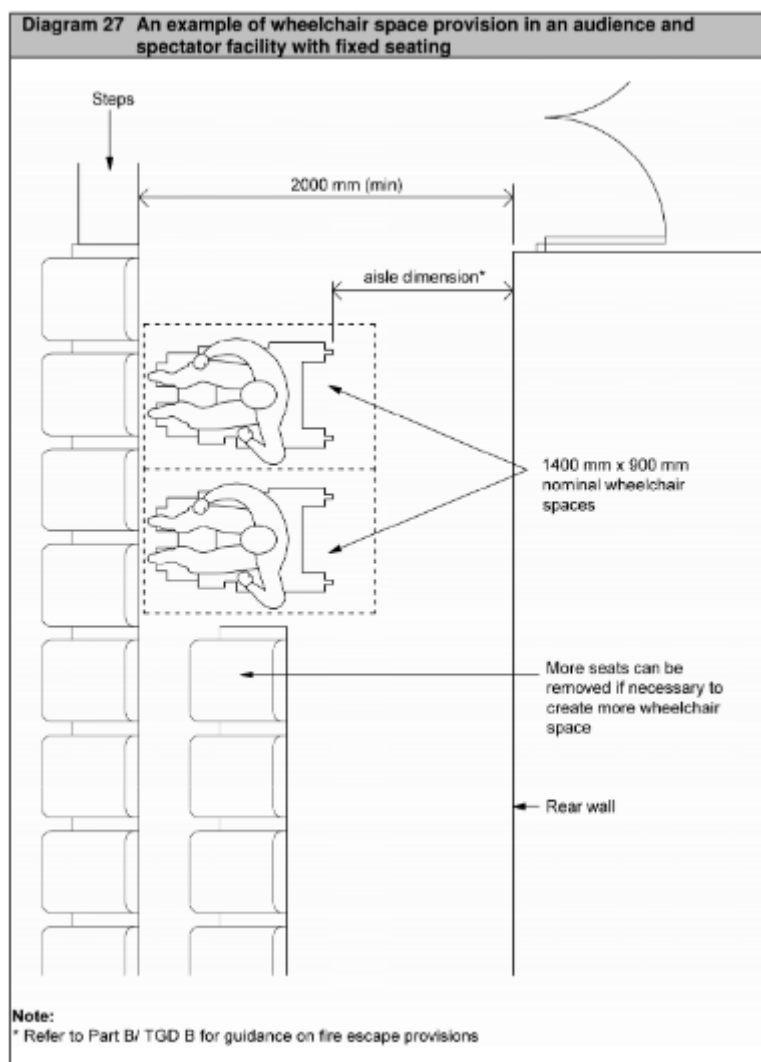 Diagram 27 An example of wheelchair space provision in an audience and
spectator facility with fixed seating
Steps
2000 mm (min)
aisle dimension*
1400 mm x 900 mm
nominal wheelchair
spaces
More seats can be
removed if necessary to
create more wheelchair
space
Rear wall
Note:
* Refer to Part B/ TGD B for guidance on fire escape provisions